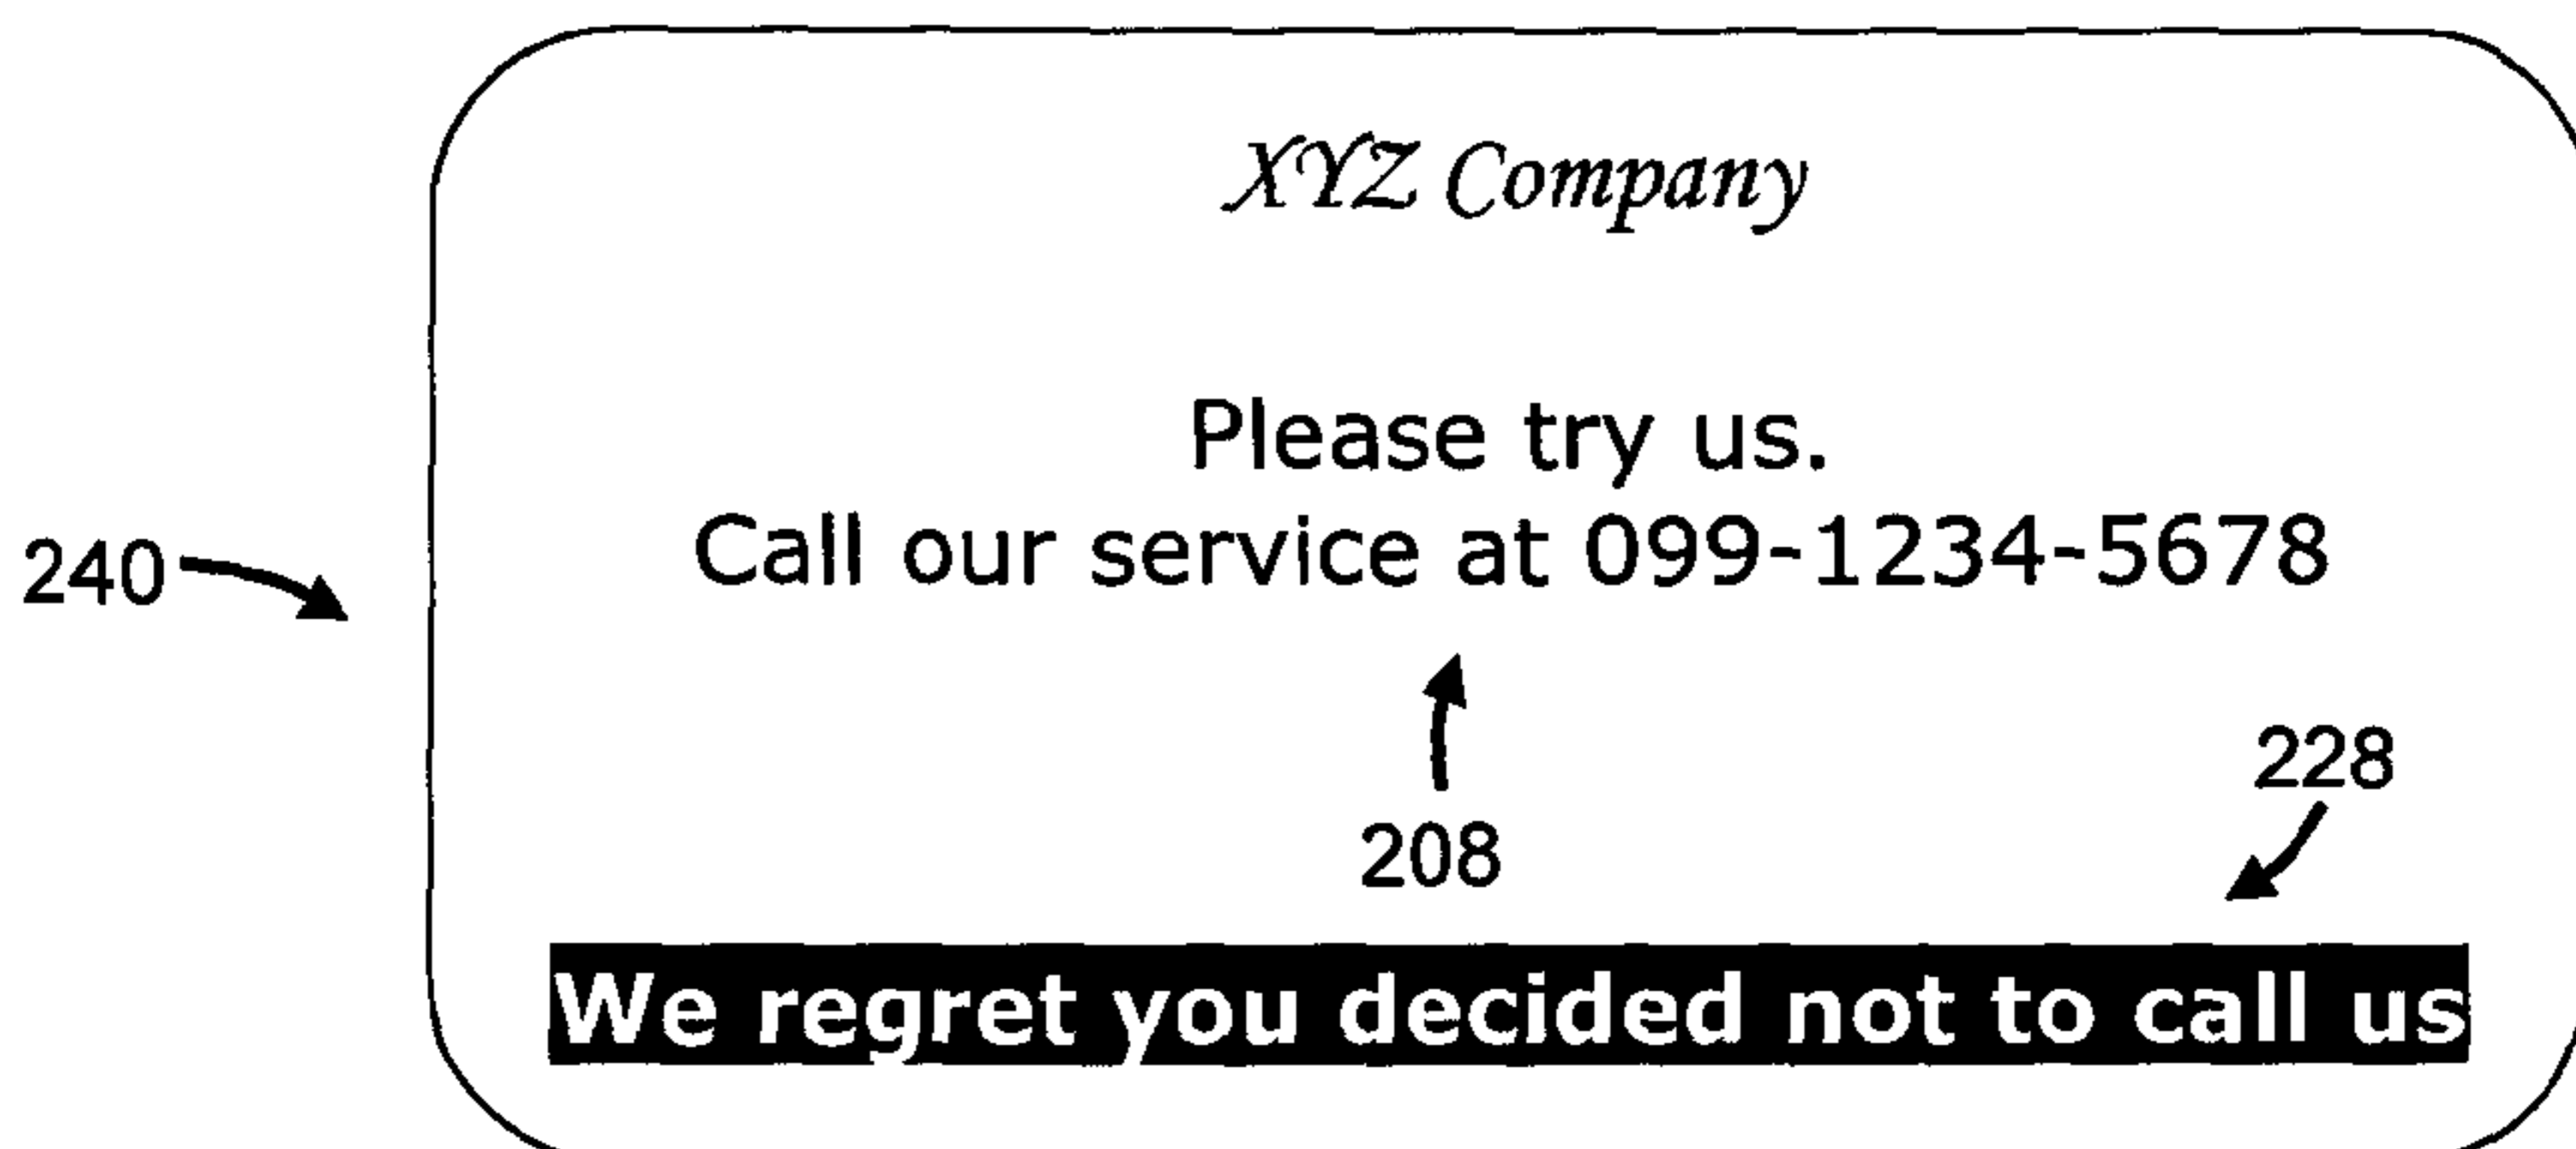 XYZ Company
Please try us.
Call our service at 099-1234-5678
240
228
208
We regret you decided not to call us